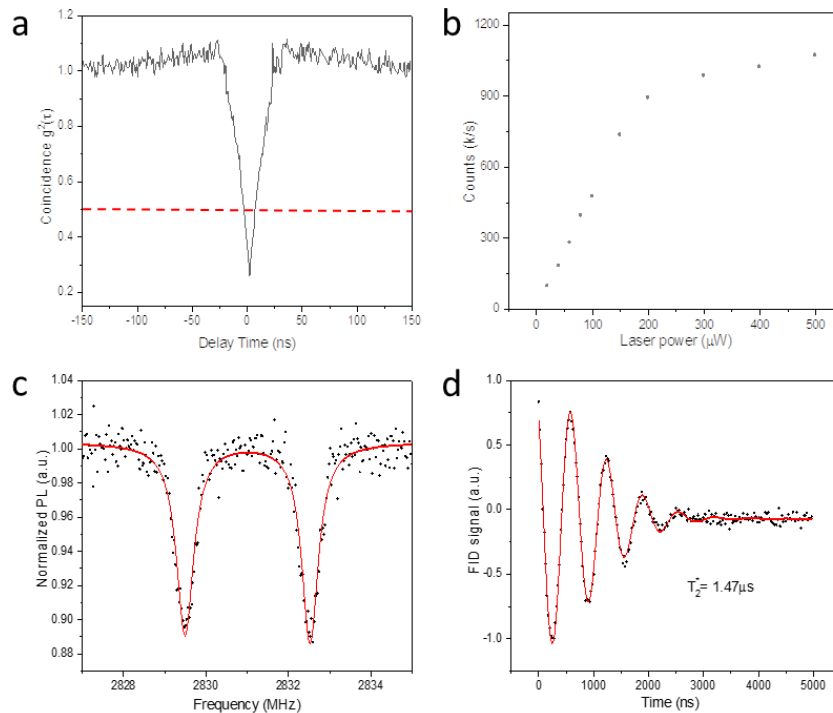 a
1.2
1.0
0.8
0.6
0.4
0.2
Coincidence g²(τ)
-150 -100 -50 0 50 100 150
Delay Time (ns)
b
1200
900
600
300
0
Counts (k/s)
0 100 200 300 400 500
Laser power (μW)
c
1.04
1.02
1.00
0.98
0.96
0.94
0.92
0.90
0.88
Normalized PL (a.u.)
2828 2830 2832 2834
Frequency (MHz)
d
1.0
0.5
0.0
-0.5
-1.0
FID signal (a.u.)
T₂*= 1.47μs
0 1000 2000 3000 4000 5000
Time (ns)